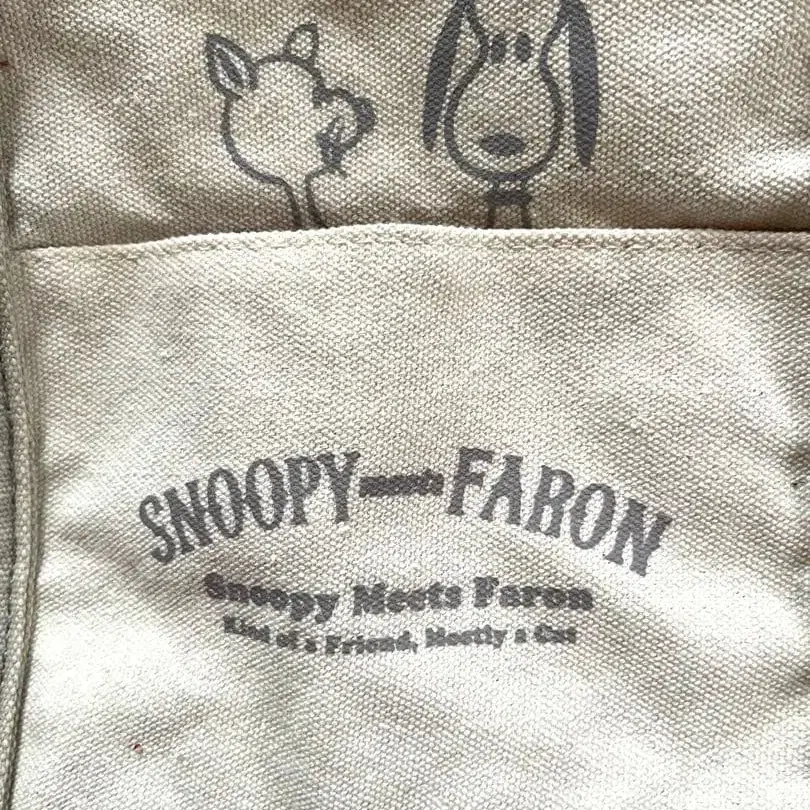 SNOOPY FARON
Snoopy Meets Faron
Kind of a Friend, Mostly a Cat